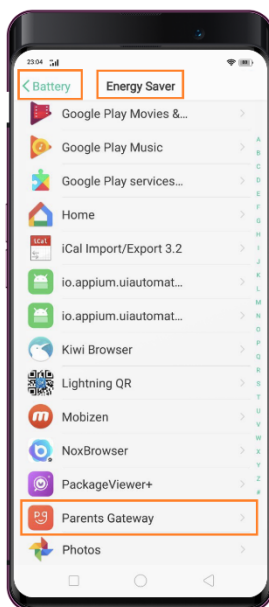 23:04
Battery Energy Saver
Google Play Movies &...
Google Play Music
Google Play services...
Home
iCal Import/Export 3.2
io.appium.uiautomat...
io.appium.uiautomat...
Kiwi Browser
Lightning QR
Mobizen
NoxBrowser
PackageViewer+
Parents Gateway
Photos
A
B
C
D
E
F
G
H
I
J
K
L
M
N
O
P
Q
R
S
T
U
V
W
X
Y
Z
#